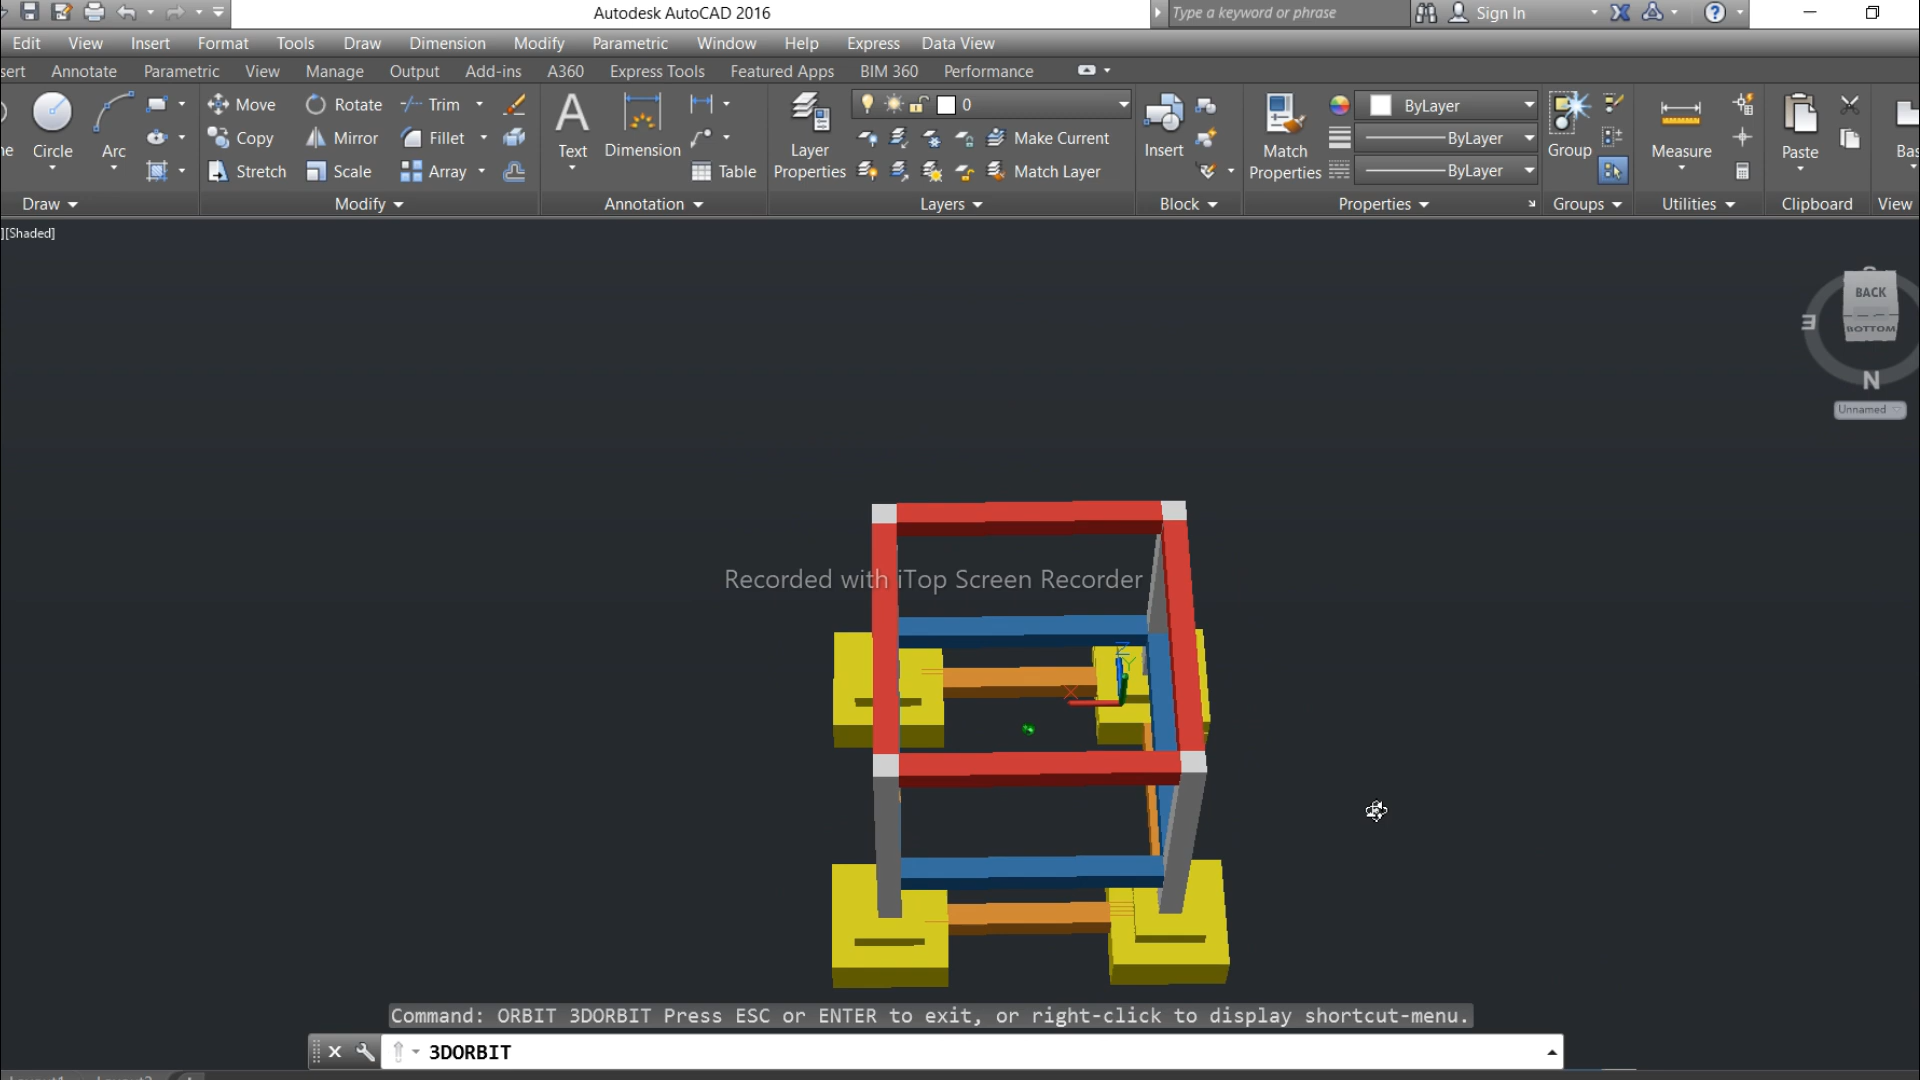 Autodesk AutoCAD 2016
Type a keyword or phrase
Sign In
Edit View Insert Format Tools Draw Dimension Modify Parametric Window Help Express Data View
sert Annotate Parametric View Manage Output Add-ins A360 Express Tools Featured Apps BIM 360 Performance
Move Rotate Trim 0 ByLayer
Circle Arc Copy Mirror Fillet Text Dimension Layer Properties Make Current Insert Match Properties ByLayer Group Measure Paste Bas
Stretch Scale Array Table Match Layer ByLayer
Draw Modify Annotation Layers Block Properties Groups Utilities Clipboard View
][Shaded]
BACK
BOTTOM
E
N
Unnamed
Recorded with iTop Screen Recorder
Z
Y
X
Command: ORBIT 3DORBIT Press ESC or ENTER to exit, or right-click to display shortcut-menu.
3DORBIT